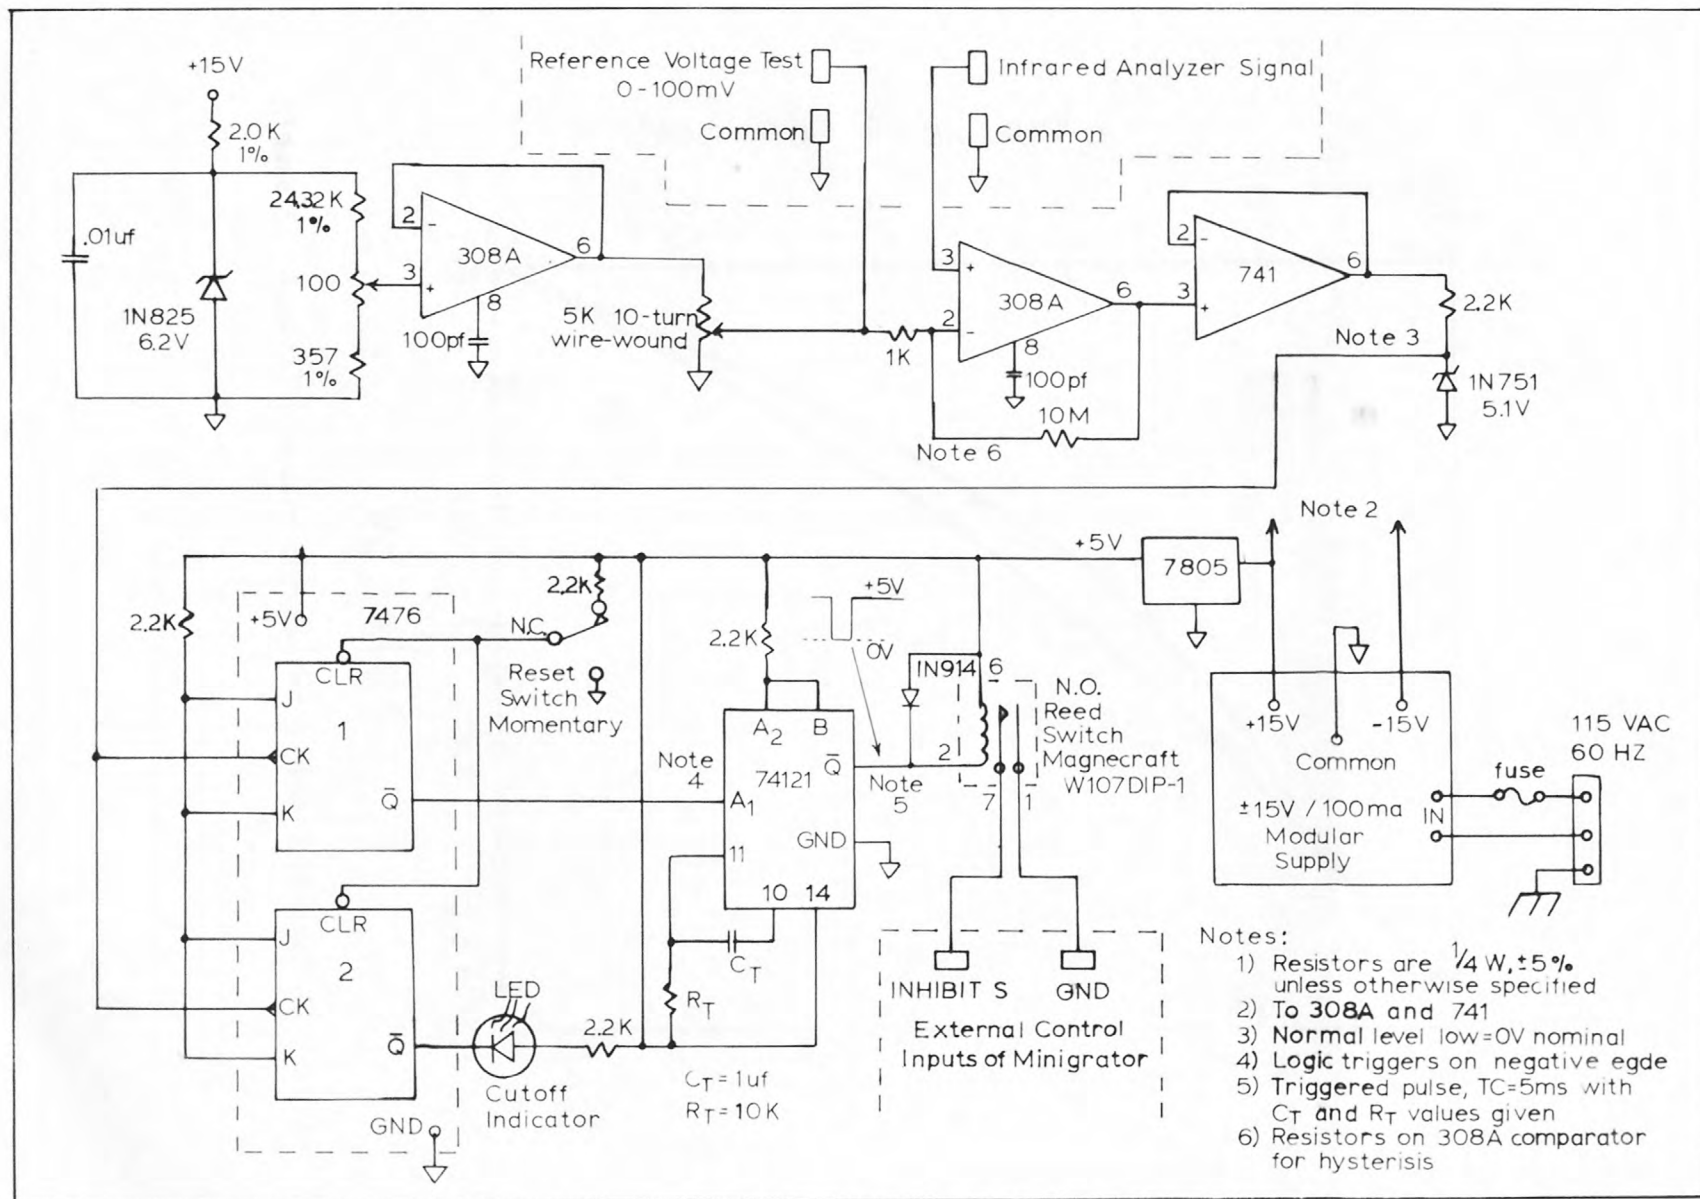 +15V
2.0K
1%
.01uf
24.32K
1%
100
357
1%
1N825
6.2V
2
-
3
+
308A
6
8
100pf
5K 10-turn
wire-wound
Reference Voltage Test
0-100mV
Common
Infrared Analyzer Signal
Common
1K
3
+
2
-
308A
6
8
100pf
10M
Note 6
2
-
3
+
741
6
2.2K
Note 3
1N751
5.1V
Note 2
+5V
7805
2.2K
+5V
7476
CLR
J
1
CK
K
Q
CLR
J
2
CK
K
Q
GND
N.C.
2.2K
Reset
Switch
Momentary
LED
Cutoff
Indicator
2.2K
2.2K
+5V
0V
Note
4
A2 B
74121
Q
A1
GND
11
10 14
CT
RT
CT=1uf
RT=10K
Note
5
IN914
6
2
7 1
N.O.
Reed
Switch
Magnecraft
W107DIP-1
INHIBIT S GND
External Control
Inputs of Minigrator
+15V -15V
Common
±15V / 100ma
Modular
Supply
IN
fuse
115 VAC
60 HZ
Notes:
1) Resistors are 1/4 W, ±5%
unless otherwise specified
2) To 308A and 741
3) Normal level low=0V nominal
4) Logic triggers on negative egde
5) Triggered pulse, TC=5ms with
CT and RT values given
6) Resistors on 308A comparator
for hysterisis